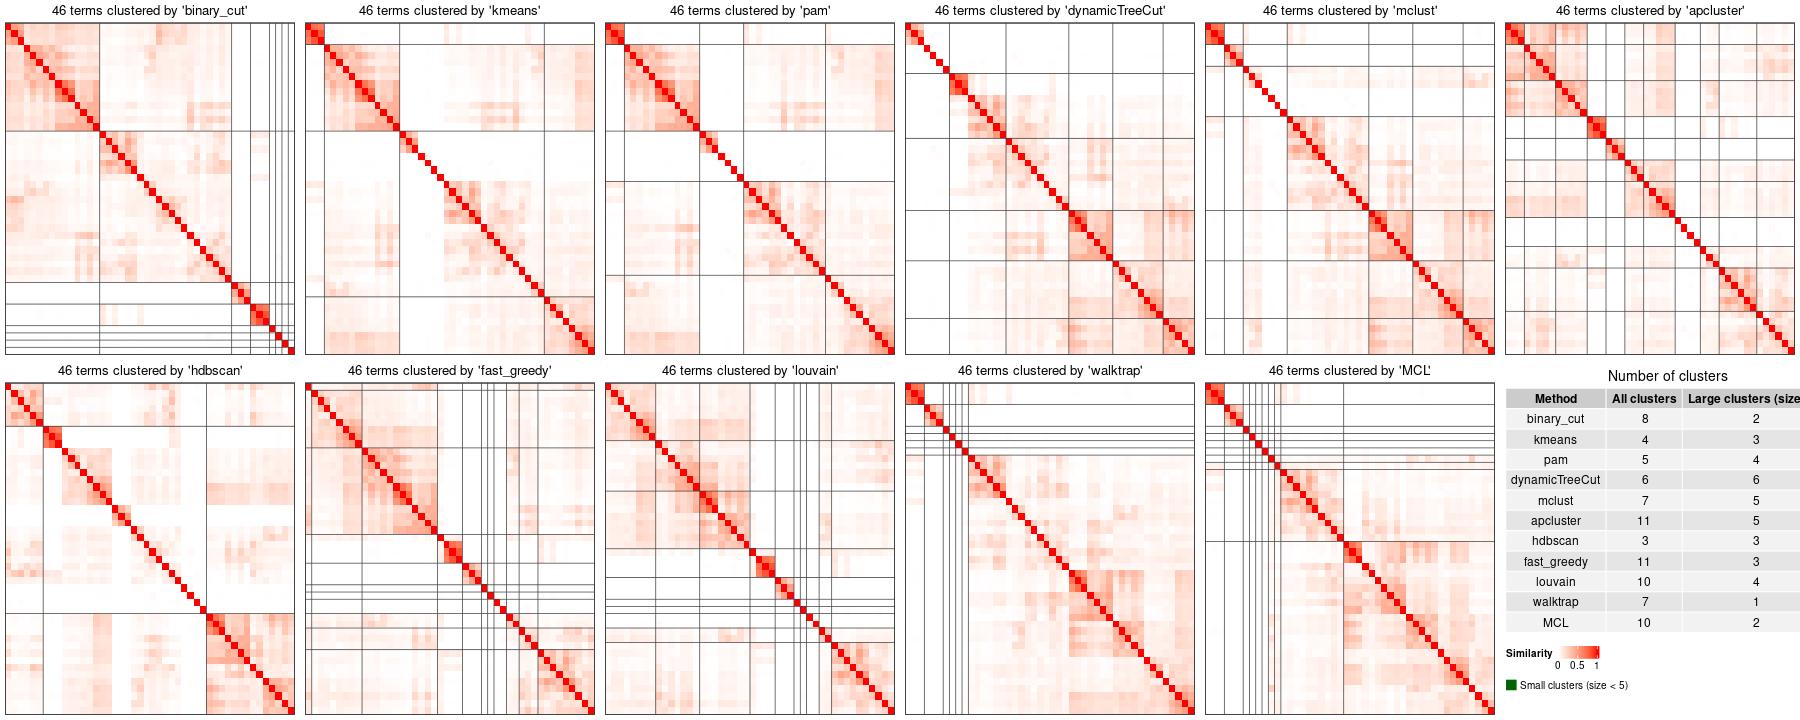 46 terms clustered by 'binary_cut'
46 terms clustered by 'kmeans'
46 terms clustered by 'pam'
46 terms clustered by 'dynamicTreeCut'
46 terms clustered by 'mclust'
46 terms clustered by 'apcluster'
46 terms clustered by 'hdbscan'
46 terms clustered by 'fast_greedy'
46 terms clustered by 'louvain'
46 terms clustered by 'walktrap'
46 terms clustered by 'MCL'
Number of clusters
Method All clusters Large clusters (size
binary_cut 8 2
kmeans 4 3
pam 5 4
dynamicTreeCut 6 6
mclust 7 5
apcluster 11 5
hdbscan 3 3
fast_greedy 11 3
louvain 10 4
walktrap 7 1
MCL 10 2
Similarity
0 0.5 1
Small clusters (size < 5)